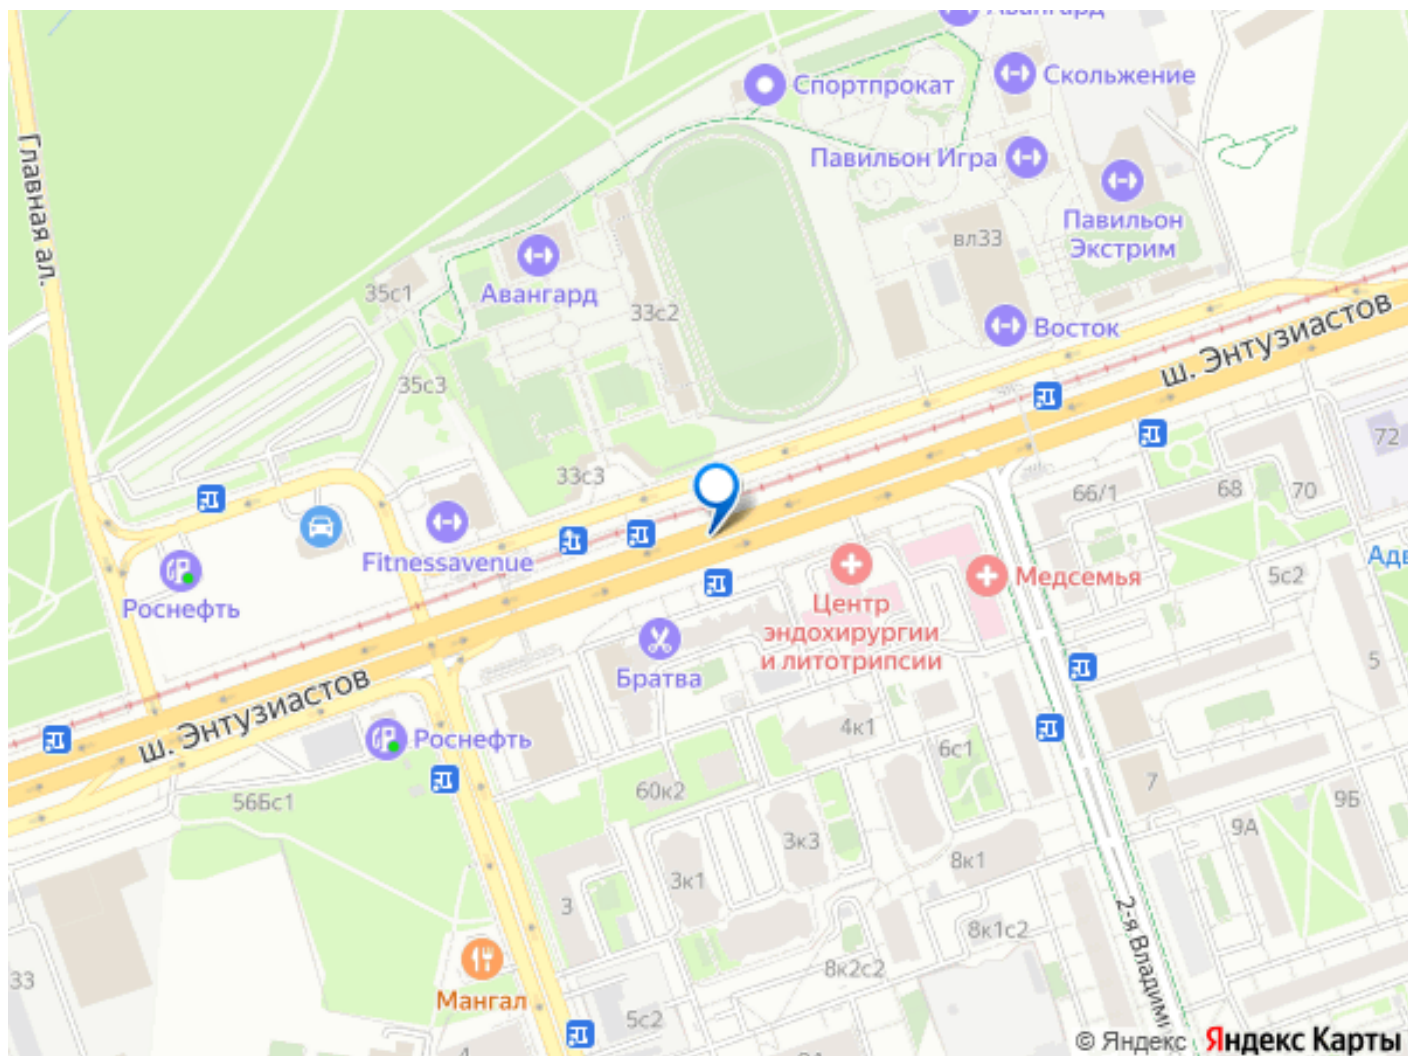 Авангард
Спортпрокат
Скольжение
Главная ал.
Павильон Игра
Павильон
Экстрим
вл33
35с1
Авангард
33с2
Восток
ш. Энтузиастов
35с3
72
33с3
66/1
68
70
Fitnessavenue
Роснефть
Центр
эндохирургии
и литотрипсии
Медсемья
5с2
Адв
Братва
5
ш. Энтузиастов
Роснефть
4к1
6с1
7
56Бс1
60к2
9Б
9А
3к3
8к1
3к1
3
2-я Владими
8к1с2
8к2с2
33
Мангал
5с2
4
© Яндекс Яндекс Карты